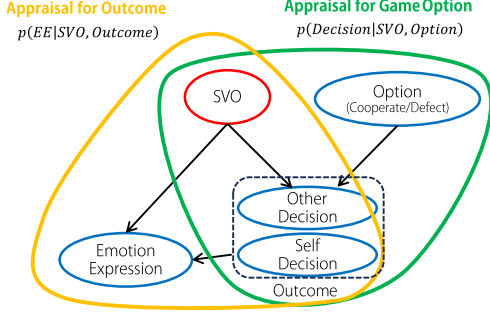 Appraisal for Outcome
p(EE|SVO, Outcome)
Appraisal for Game Option
p(Decision|SVO, Option)
SVO
Option
(Cooperate/Defect)
Other
Decision
Self
Decision
Emotion
Expression
Outcome